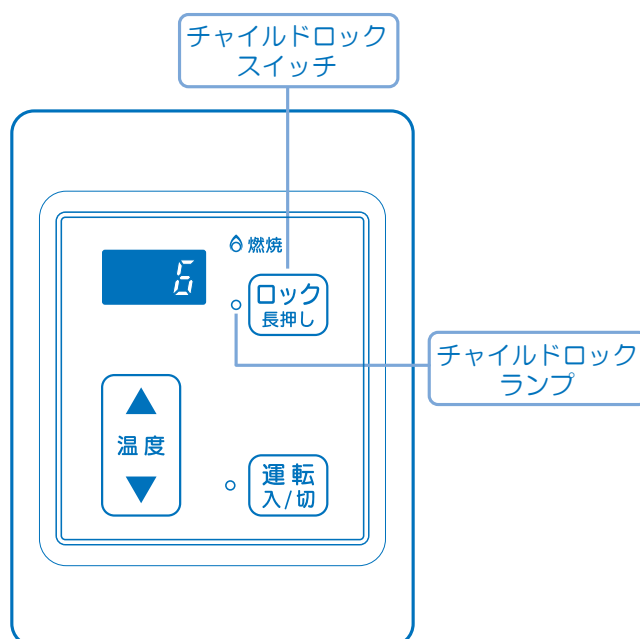 チャイルドロック
スイッチ
燃焼
6
ロック
長押し
チャイルドロック
ランプ
温度
運転
入/切